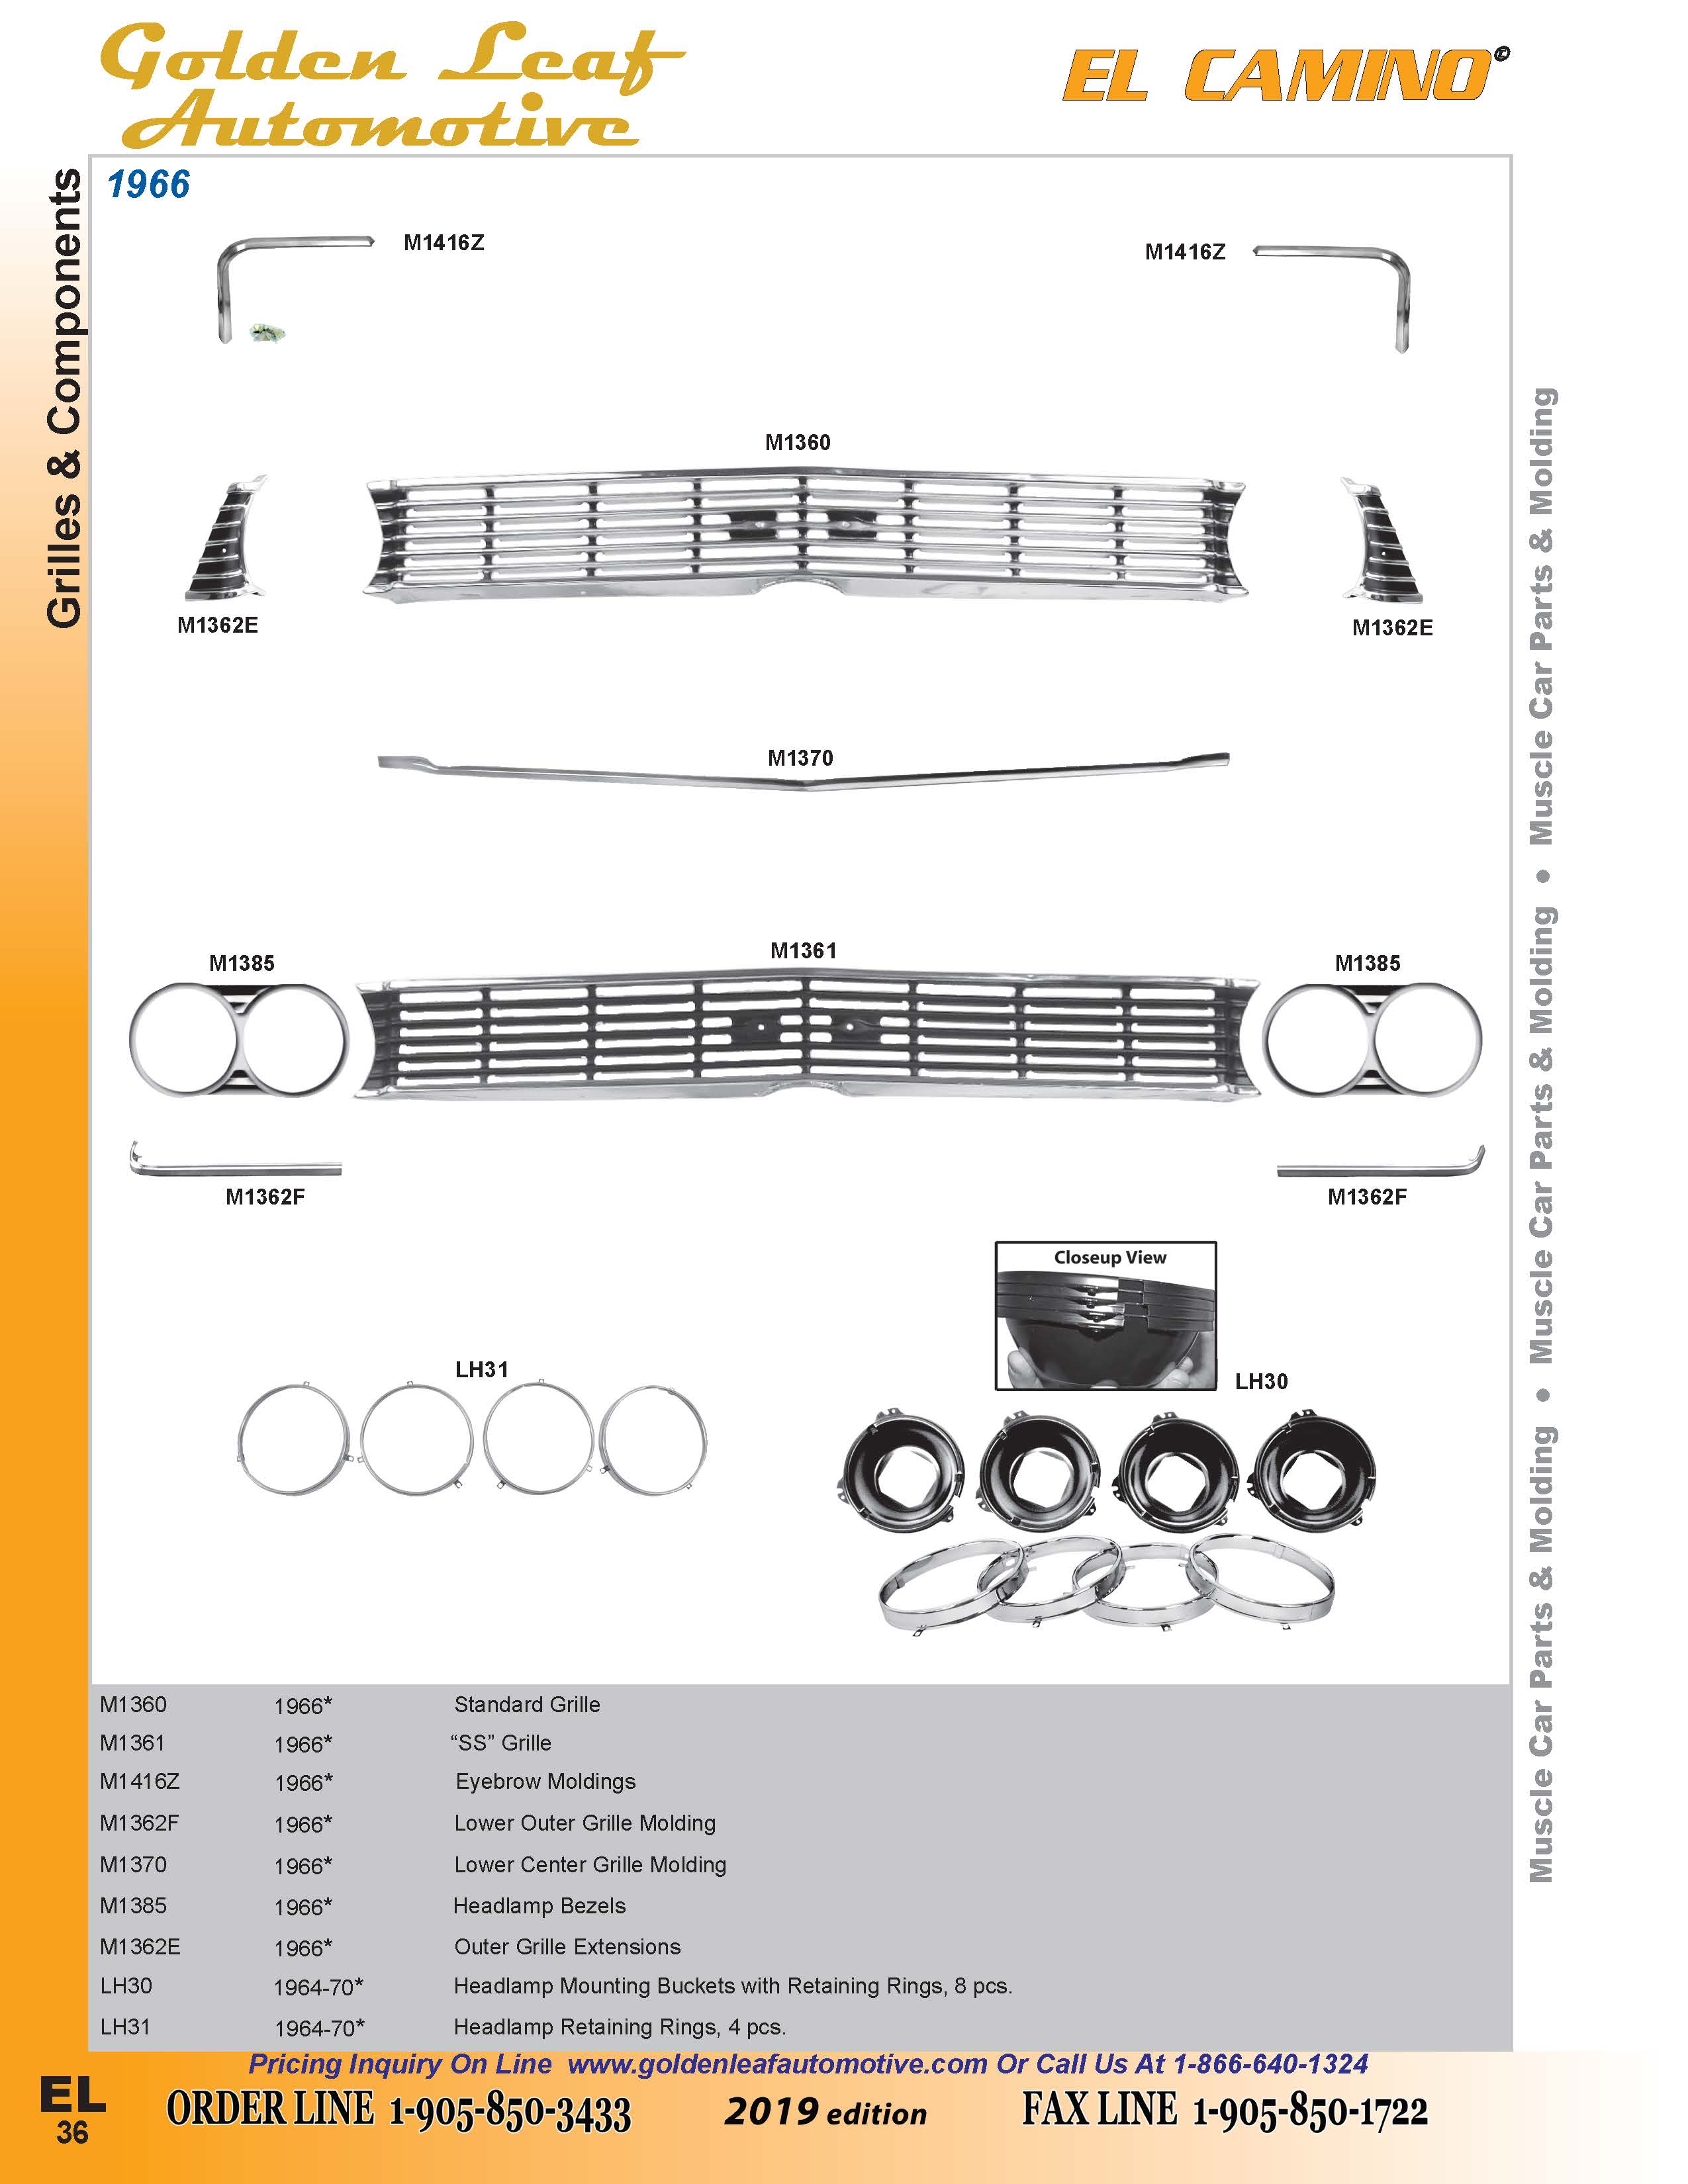 Golden Leaf
Automotive
EL CAMINO©
Grilles & Components
1966
M1416Z
M1416Z
M1360
M1362E
M1362E
M1370
M1361
M1385
M1385
M1362F
M1362F
Closeup View
LH31
LH30
M1360 1966* Standard Grille
M1361 1966* “SS” Grille
M1416Z 1966* Eyebrow Moldings
M1362F 1966* Lower Outer Grille Molding
M1370 1966* Lower Center Grille Molding
M1385 1966* Headlamp Bezels
M1362E 1966* Outer Grille Extensions
LH30 1964-70* Headlamp Mounting Buckets with Retaining Rings, 8 pcs.
LH31 1964-70* Headlamp Retaining Rings, 4 pcs.
Muscle Car Parts & Molding • Muscle Car Parts & Molding • Muscle Car Parts & Molding
Pricing Inquiry On Line www.goldenleafautomotive.com Or Call Us At 1-866-640-1324
EL
36
ORDER LINE 1-905-850-3433 2019 edition FAX LINE 1-905-850-1722